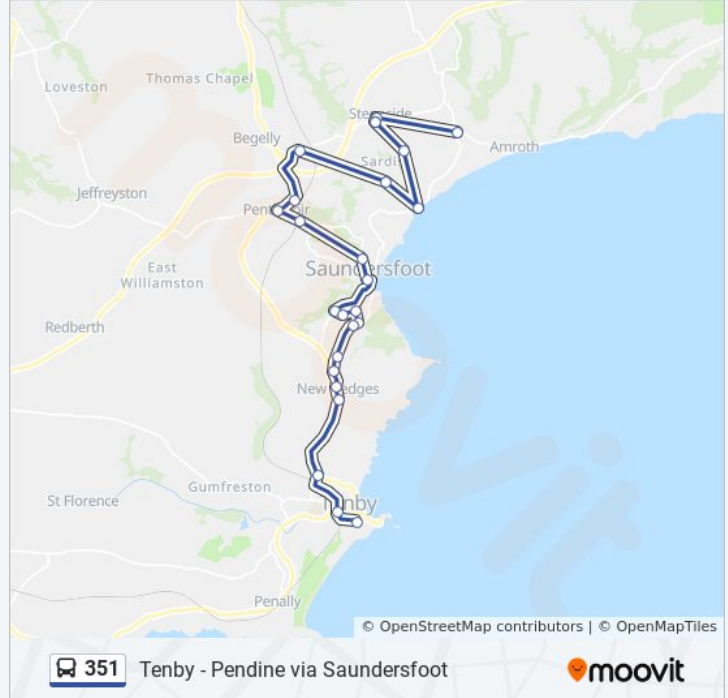 Loveston
Thomas Chapel
Stepaside
Begelly
Amroth
Sardis
Jeffreyston
Pentlepoir
East
Williamston
Saundersfoot
Redberth
New Hedges
Gumfreston
St Florence
Tenby
Penally
© OpenStreetMap contributors | © OpenMapTiles
351 Tenby - Pendine via Saundersfoot
moovit